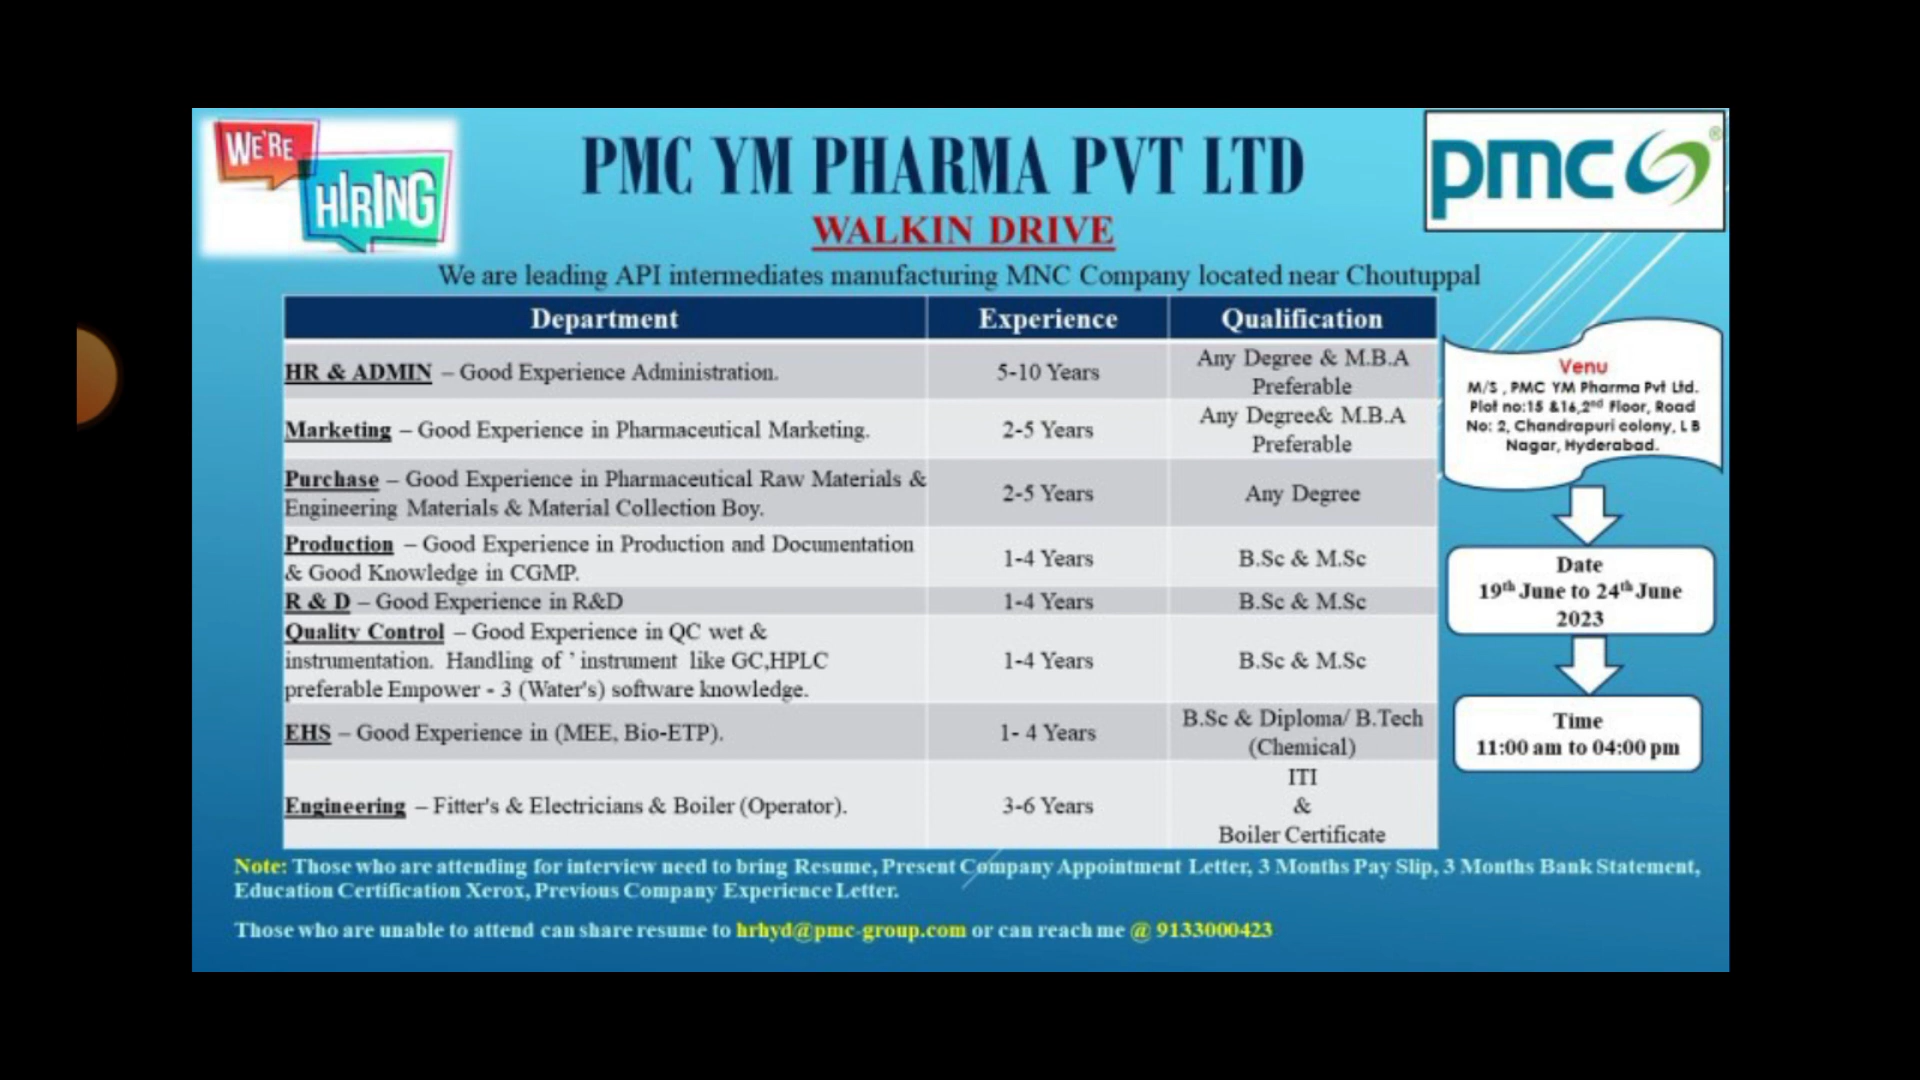 WE'RE
HIRING
PMC YM PHARMA PVT LTD
pmc®
WALKIN DRIVE
We are leading API intermediates manufacturing MNC Company located near Choutuppal
Department Experience Qualification
HR & ADMIN – Good Experience Administration. 5-10 Years Any Degree & M.B.A
Preferable
Marketing – Good Experience in Pharmaceutical Marketing. 2-5 Years Any Degree& M.B.A
Preferable
Purchase – Good Experience in Pharmaceutical Raw Materials &
Engineering Materials & Material Collection Boy. 2-5 Years Any Degree
Production – Good Experience in Production and Documentation
& Good Knowledge in CGMP. 1-4 Years B.Sc & M.Sc
R & D – Good Experience in R&D 1-4 Years B.Sc & M.Sc
Quality Control – Good Experience in QC wet &
instrumentation. Handling of ' instrument like GC,HPLC 1-4 Years B.Sc & M.Sc
preferable Empower - 3 (Water's) software knowledge.
EHS – Good Experience in (MEE, Bio-ETP). 1- 4 Years B.Sc & Diploma/ B.Tech
(Chemical)
Engineering – Fitter's & Electricians & Boiler (Operator). 3-6 Years ITI
&
Boiler Certificate
Venu
M/S , PMC YM Pharma Pvt Ltd.
Plot no:15 &16,2nd Floor, Road
No: 2, Chandrapuri colony, L B
Nagar, Hyderabad.
Date
19th June to 24th June
2023
Time
11:00 am to 04:00 pm
Note: Those who are attending for interview need to bring Resume, Present Company Appointment Letter, 3 Months Pay Slip, 3 Months Bank Statement,
Education Certification Xerox, Previous Company Experience Letter.
Those who are unable to attend can share resume to hrhyd@pmc-group.com or can reach me @ 9133000423